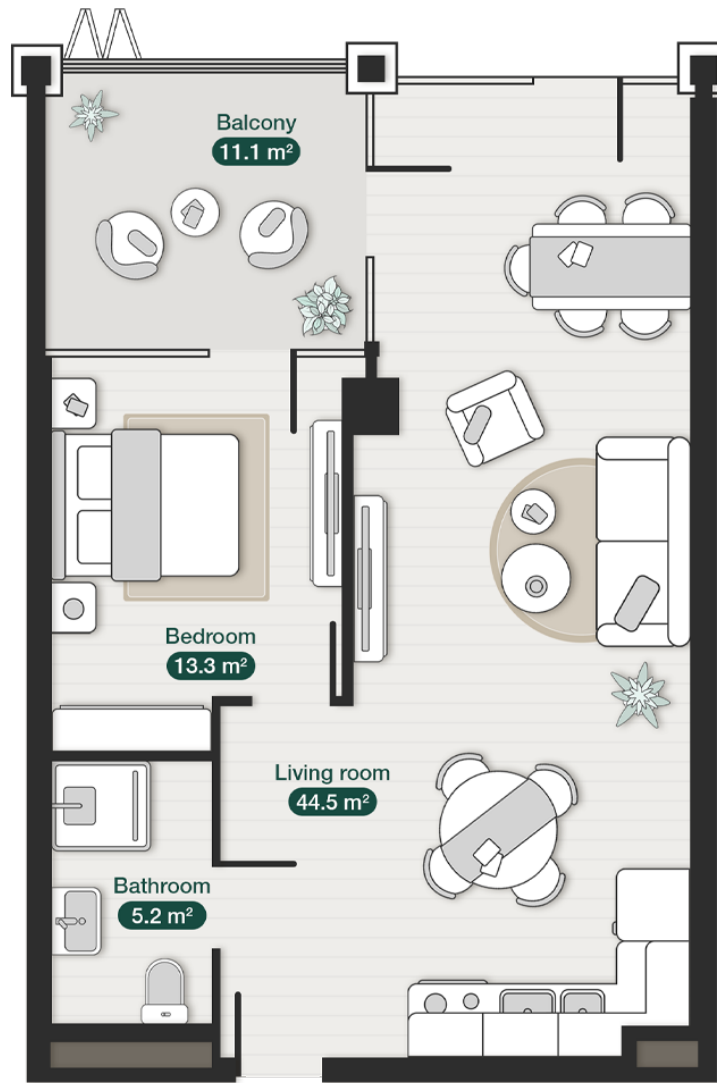 Balcony
11.1 m²
Bedroom
13.3 m²
Living room
44.5 m²
Bathroom
5.2 m²